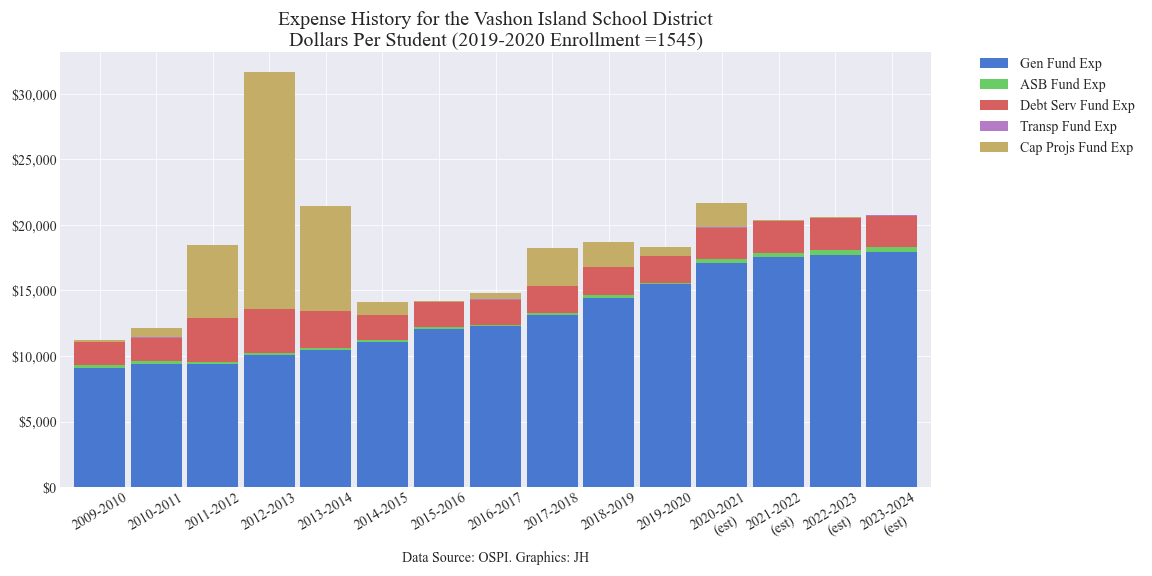 Expense History for the Vashon Island School District
Dollars Per Student (2019-2020 Enrollment =1545)
Gen Fund Exp
ASB Fund Exp
Debt Serv Fund Exp
Transp Fund Exp
Cap Projs Fund Exp
$30,000
$25,000
$20,000
$15,000
$10,000
$5,000
$0
2009-2010
2010-2011
2011-2012
2012-2013
2013-2014
2014-2015
2015-2016
2016-2017
2017-2018
2018-2019
2019-2020
2020-2021
(est)
2021-2022
(est)
2022-2023
(est)
2023-2024
(est)
Data Source: OSPI. Graphics: JH